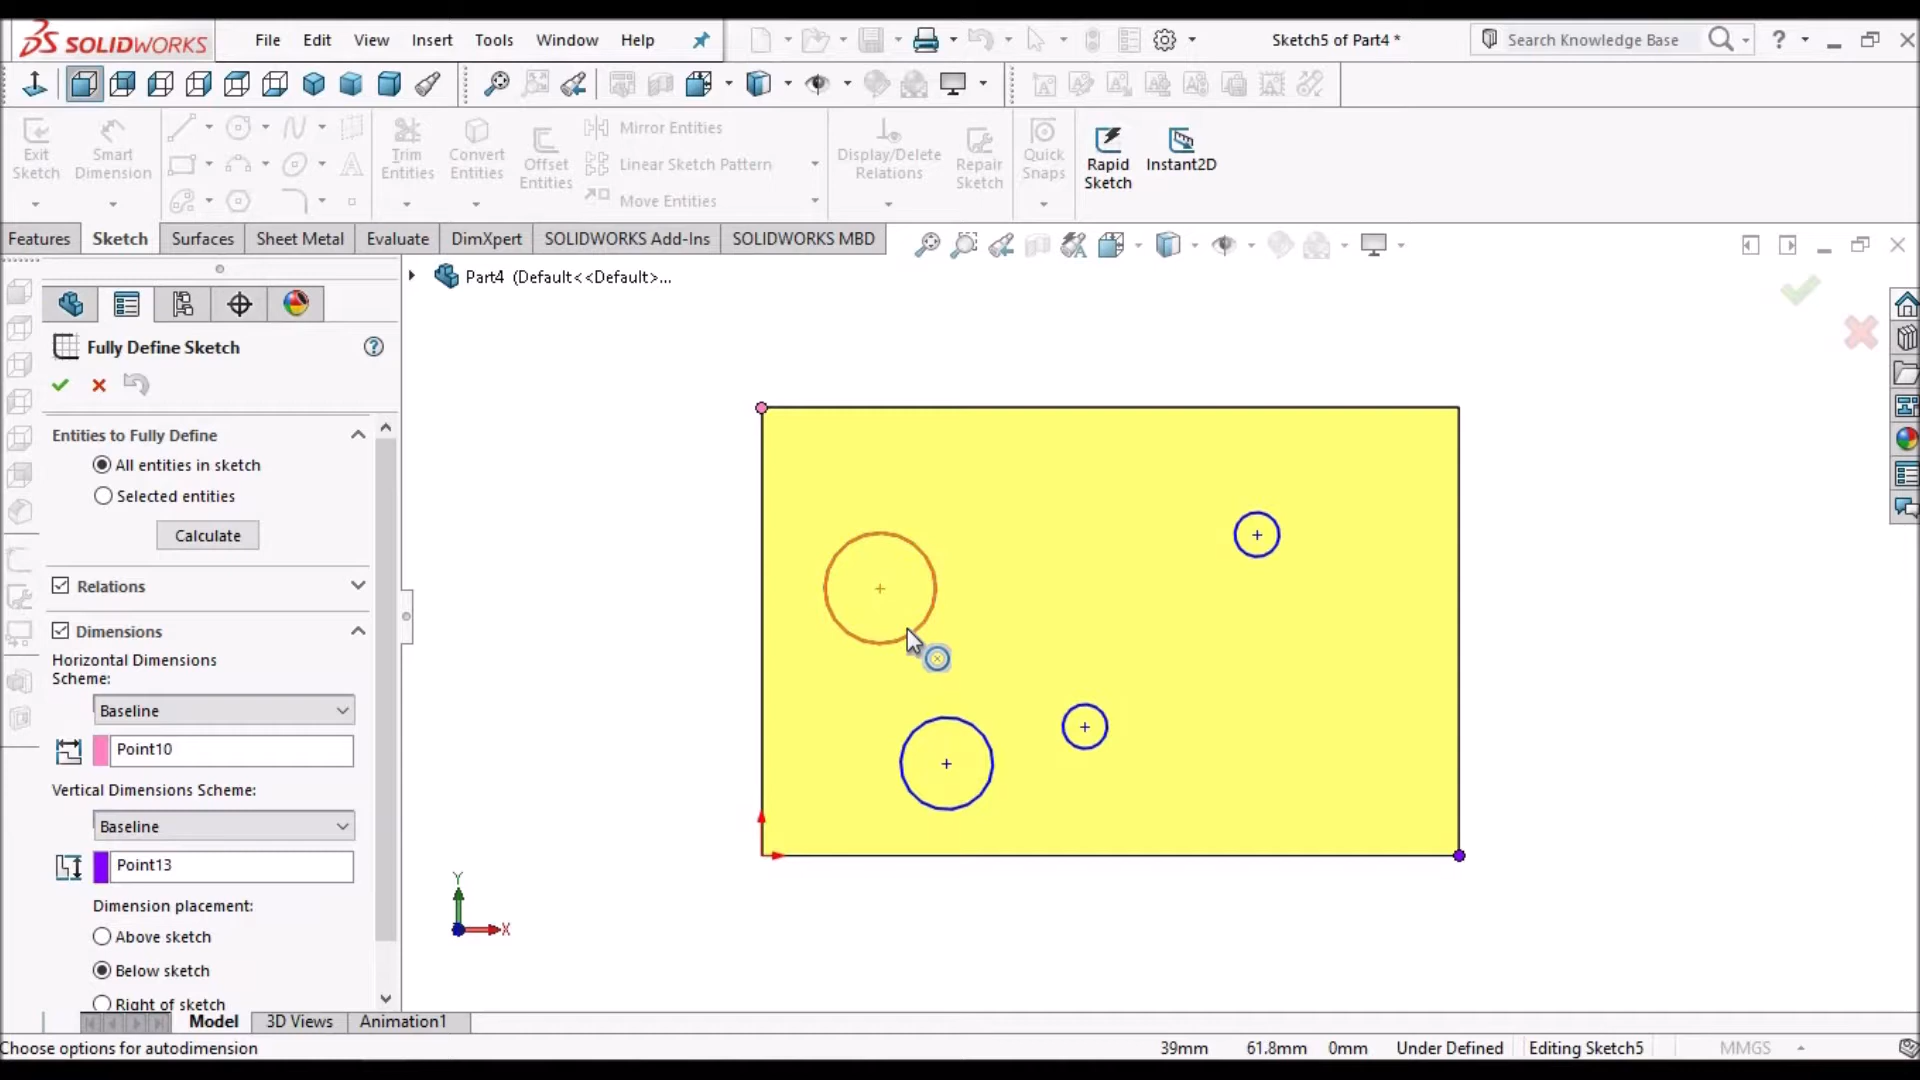 SOLIDWORKS File Edit View Insert Tools Window Help Sketch5 of Part4 * Search Knowledge Base ?
Exit Sketch
Smart Dimension
Trim Entities
Convert Entities
Offset Entities
Mirror Entities
Linear Sketch Pattern
Move Entities
Display/Delete Relations
Repair Sketch
Quick Snaps
Rapid Sketch
Instant2D
Features Sketch Surfaces Sheet Metal Evaluate DimXpert SOLIDWORKS Add-Ins SOLIDWORKS MBD
Part4 (Default<<Default>...
Fully Define Sketch ?
Entities to Fully Define
All entities in sketch
Selected entities
Calculate
Relations
Dimensions
Horizontal Dimensions
Scheme:
Baseline
Point10
Vertical Dimensions Scheme:
Baseline
Point13
Dimension placement:
Above sketch
Below sketch
Right of sketch
Y
X
Model 3D Views Animation1
Choose options for autodimension 39mm 61.8mm 0mm Under Defined Editing Sketch5 MMGS